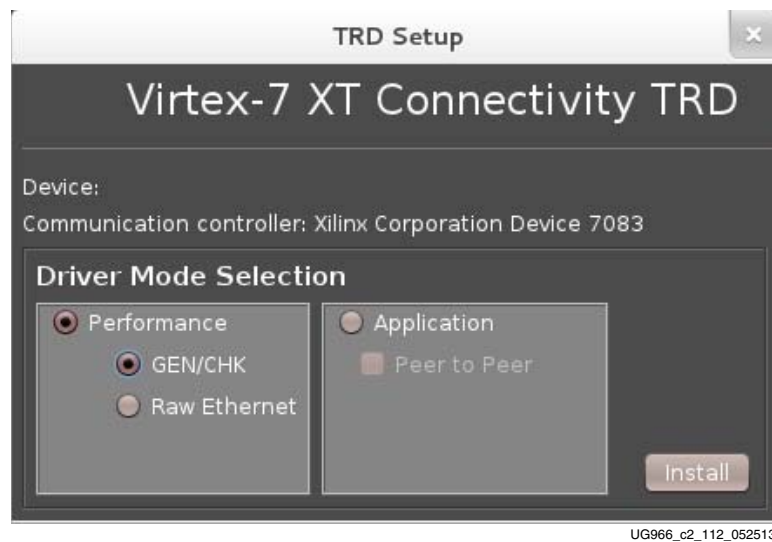 TRD Setup
×
Virtex-7 XT Connectivity TRD
Device:
Communication controller: Xilinx Corporation Device 7083
Driver Mode Selection
Performance
GEN/CHK
Raw Ethernet
Application
Peer to Peer
Install
UG966_c2_112_052513